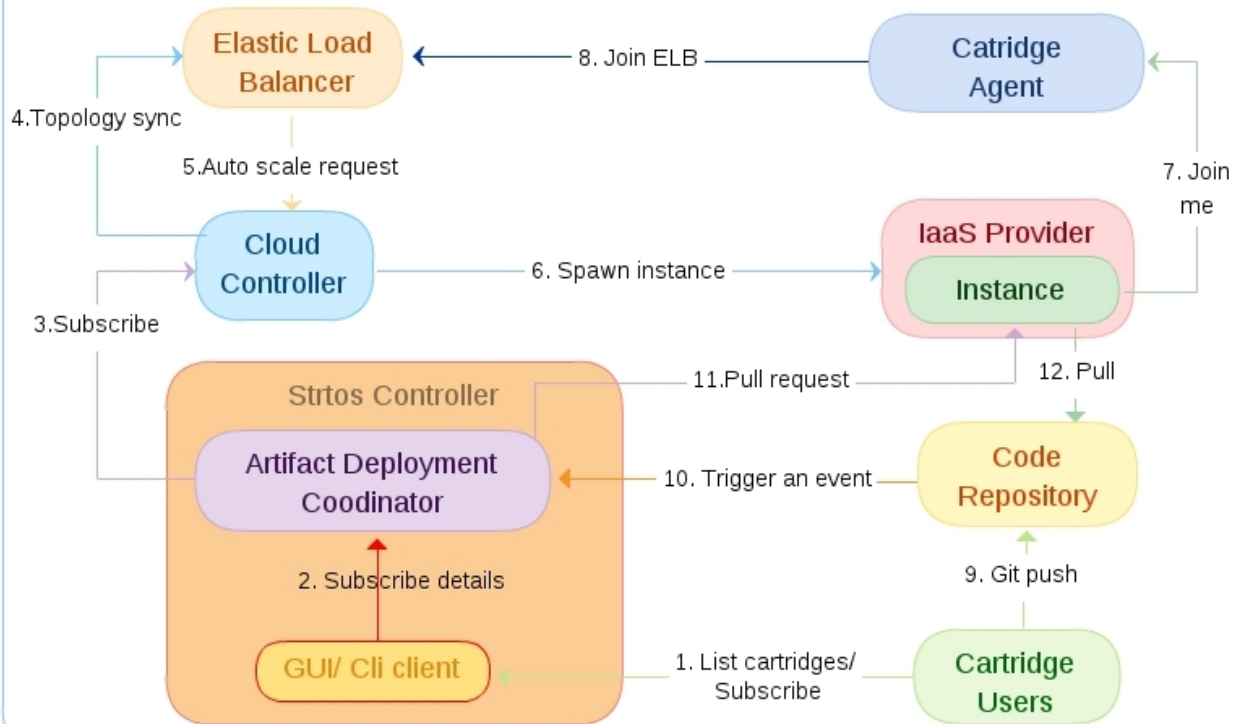 Elastic Load
Balancer
8. Join ELB
Catridge
Agent
4.Topology sync
5.Auto scale request
7. Join
me
Cloud
Controller
6. Spawn instance
IaaS Provider
Instance
3.Subscribe
Strtos Controller
11.Pull request
12. Pull
Artifact Deployment
Coodinator
10. Trigger an event
Code
Repository
2. Subscribe details
9. Git push
GUI/ Cli client
1. List cartridges/
Subscribe
Cartridge
Users